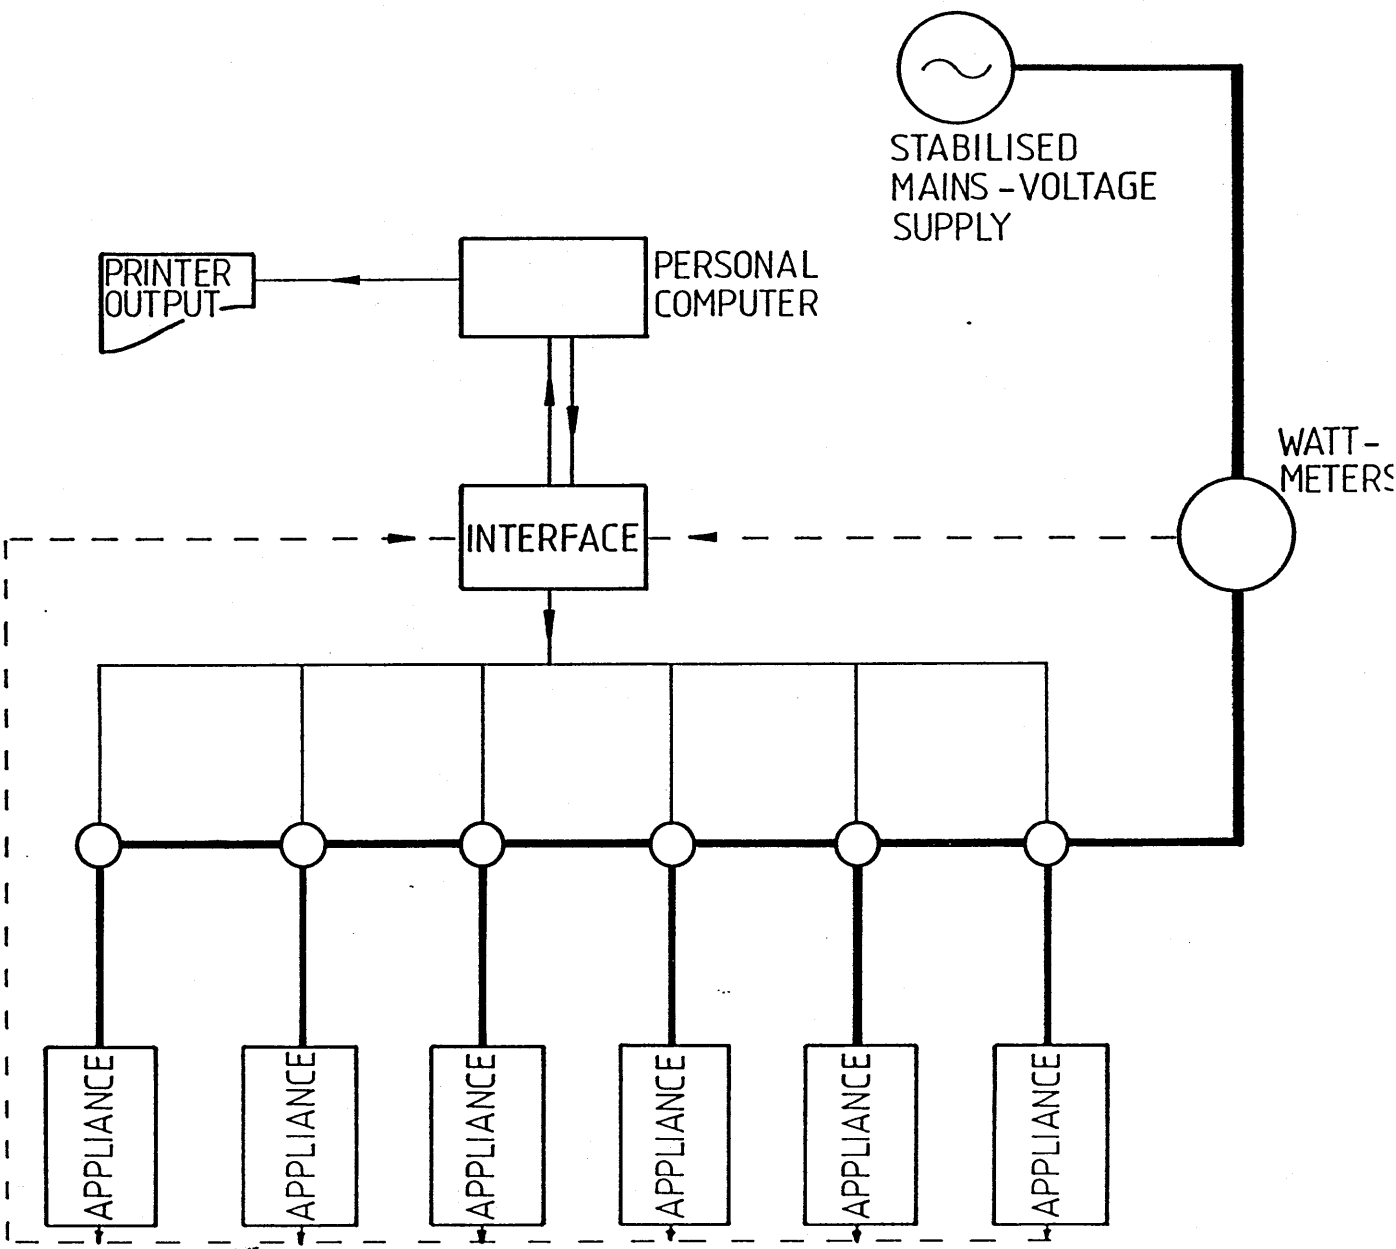 STABILISED
MAINS-VOLTAGE
SUPPLY
PERSONAL
COMPUTER
PRINTER
OUTPUT
WATT-
METERS
INTERFACE
APPLIANCE
APPLIANCE
APPLIANCE
APPLIANCE
APPLIANCE
APPLIANCE